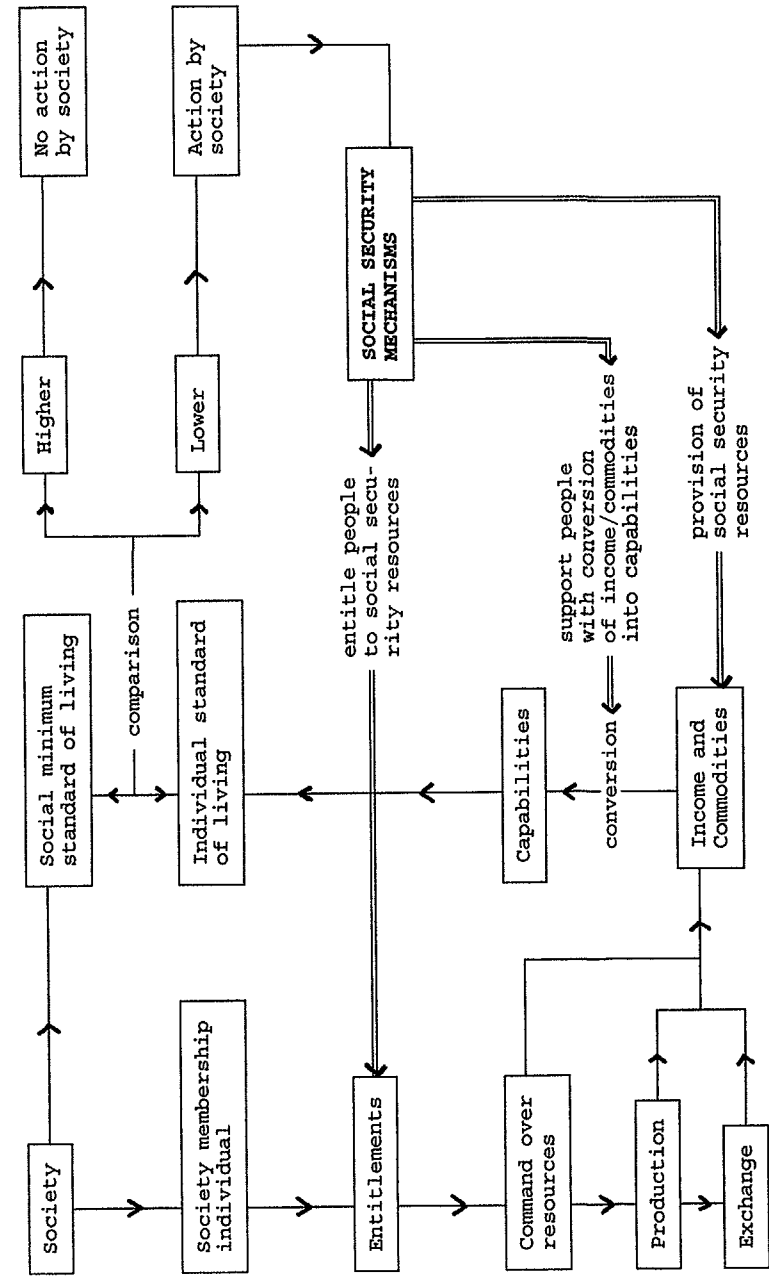 Society
Society membership
individual
Entitlements
Command over
resources
Production
Exchange
Social minimum
standard of living
comparison
Individual standard
of living
Capabilities
conversion
Income and
Commodities
Higher
Lower
No action
by society
Action by
society
SOCIAL SECURITY
MECHANISMS
entitle people
to social secu-
rity resources
support people
with conversion
of income/commodities
into capabilities
provision of
social security
resources